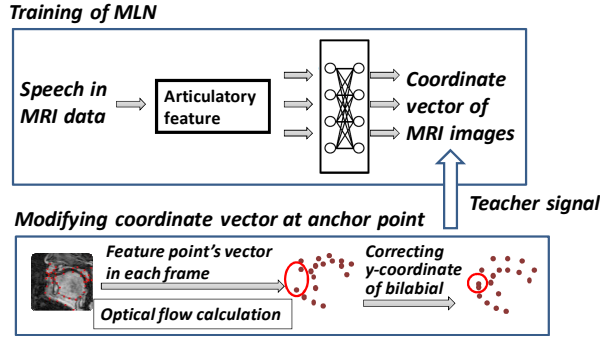 Training of MLN
Speech in
MRI data
Articulatory
feature
Coordinate
vector of
MRI images
Teacher signal
Modifying coordinate vector at anchor point
Feature point's vector
in each frame
Optical flow calculation
Correcting
y-coordinate
of bilabial